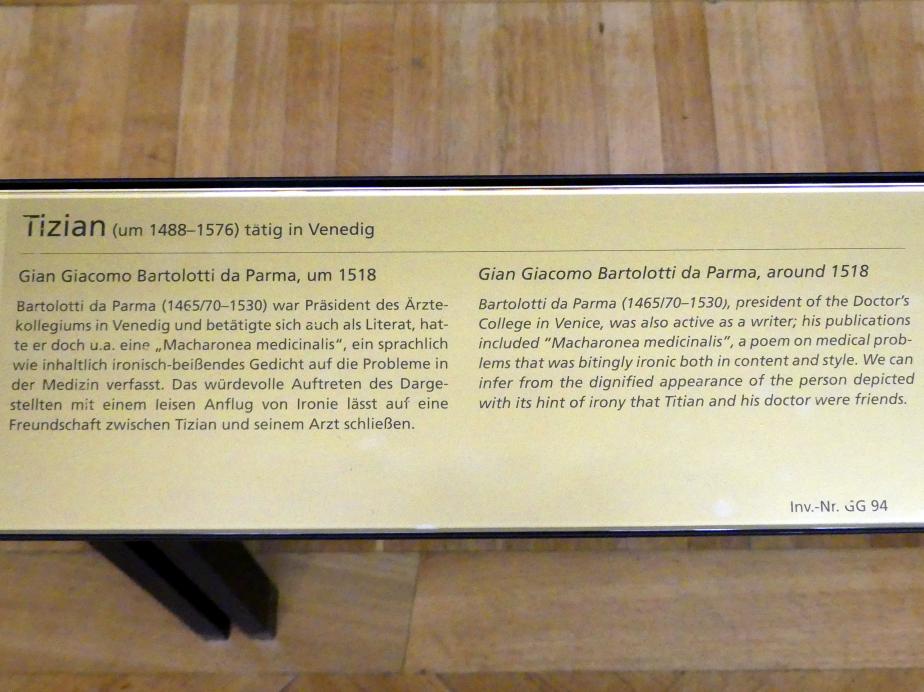 Tizian (um 1488–1576) tätig in Venedig
Gian Giacomo Bartolotti da Parma, um 1518
Bartolotti da Parma (1465/70–1530) war Präsident des Ärzte-
kollegiums in Venedig und betätigte sich auch als Literat, hat-
te er doch u.a. eine „Macharonea medicinalis“, ein sprachlich
wie inhaltlich ironisch-beißendes Gedicht auf die Probleme in
der Medizin verfasst. Das würdevolle Auftreten des Darge-
stellten mit einem leisen Anflug von Ironie lässt auf eine
Freundschaft zwischen Tizian und seinem Arzt schließen.
Gian Giacomo Bartolotti da Parma, around 1518
Bartolotti da Parma (1465/70–1530), president of the Doctor's
College in Venice, was also active as a writer; his publications
included “Macharonea medicinalis”, a poem on medical prob-
lems that was bitingly ironic both in content and style. We can
infer from the dignified appearance of the person depicted
with its hint of irony that Titian and his doctor were friends.
Inv.-Nr. GG 94